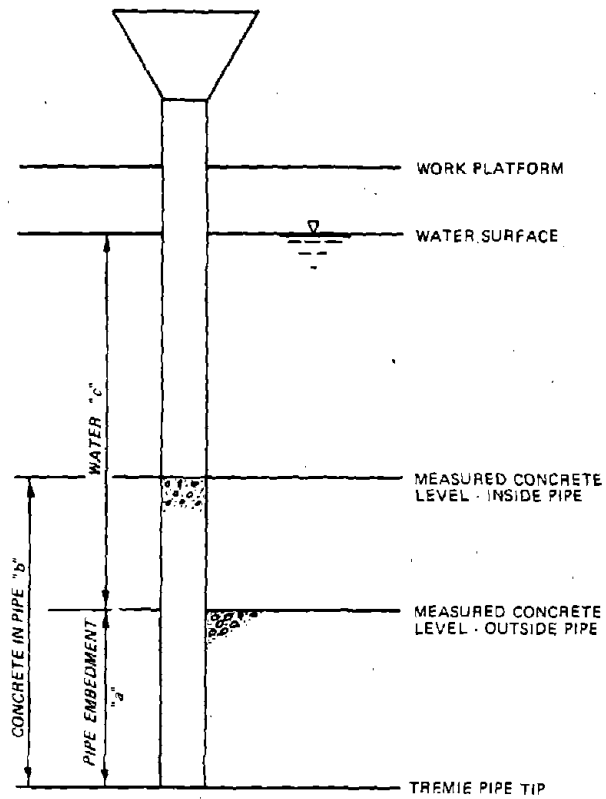 WORK PLATFORM
WATER SURFACE
WATER "c"
MEASURED CONCRETE
LEVEL - INSIDE PIPE
CONCRETE IN PIPE "b"
MEASURED CONCRETE
LEVEL - OUTSIDE PIPE
PIPE EMBEDMENT
"a"
TREMIE PIPE TIP